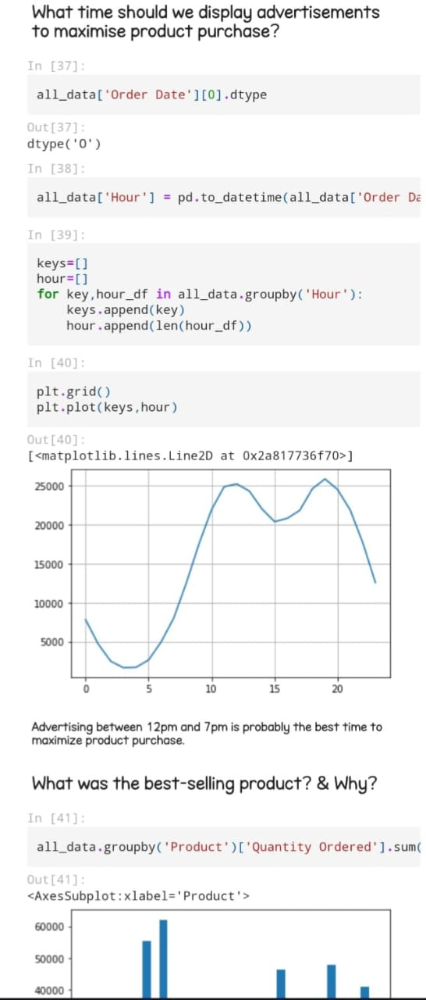 What time should we display advertisements
to maximise product purchase?
In [37]:
all_data['Order Date'][0].dtype
Out[37]:
dtype('O')
In [38]:
all_data['Hour'] = pd.to_datetime(all_data['Order Da
In [39]:
keys=[]
hour=[]
for key,hour_df in all_data.groupby('Hour'):
    keys.append(key)
    hour.append(len(hour_df))
In [40]:
plt.grid()
plt.plot(keys,hour)
Out[40]:
[<matplotlib.lines.Line2D at 0x2a817736f70>]
25000
20000
15000
10000
5000
0 5 10 15 20
Advertising between 12pm and 7pm is probably the best time to
maximize product purchase.
What was the best-selling product? & Why?
In [41]:
all_data.groupby('Product')['Quantity Ordered'].sum(
Out[41]:
<AxesSubplot:xlabel='Product'>
60000
50000
40000